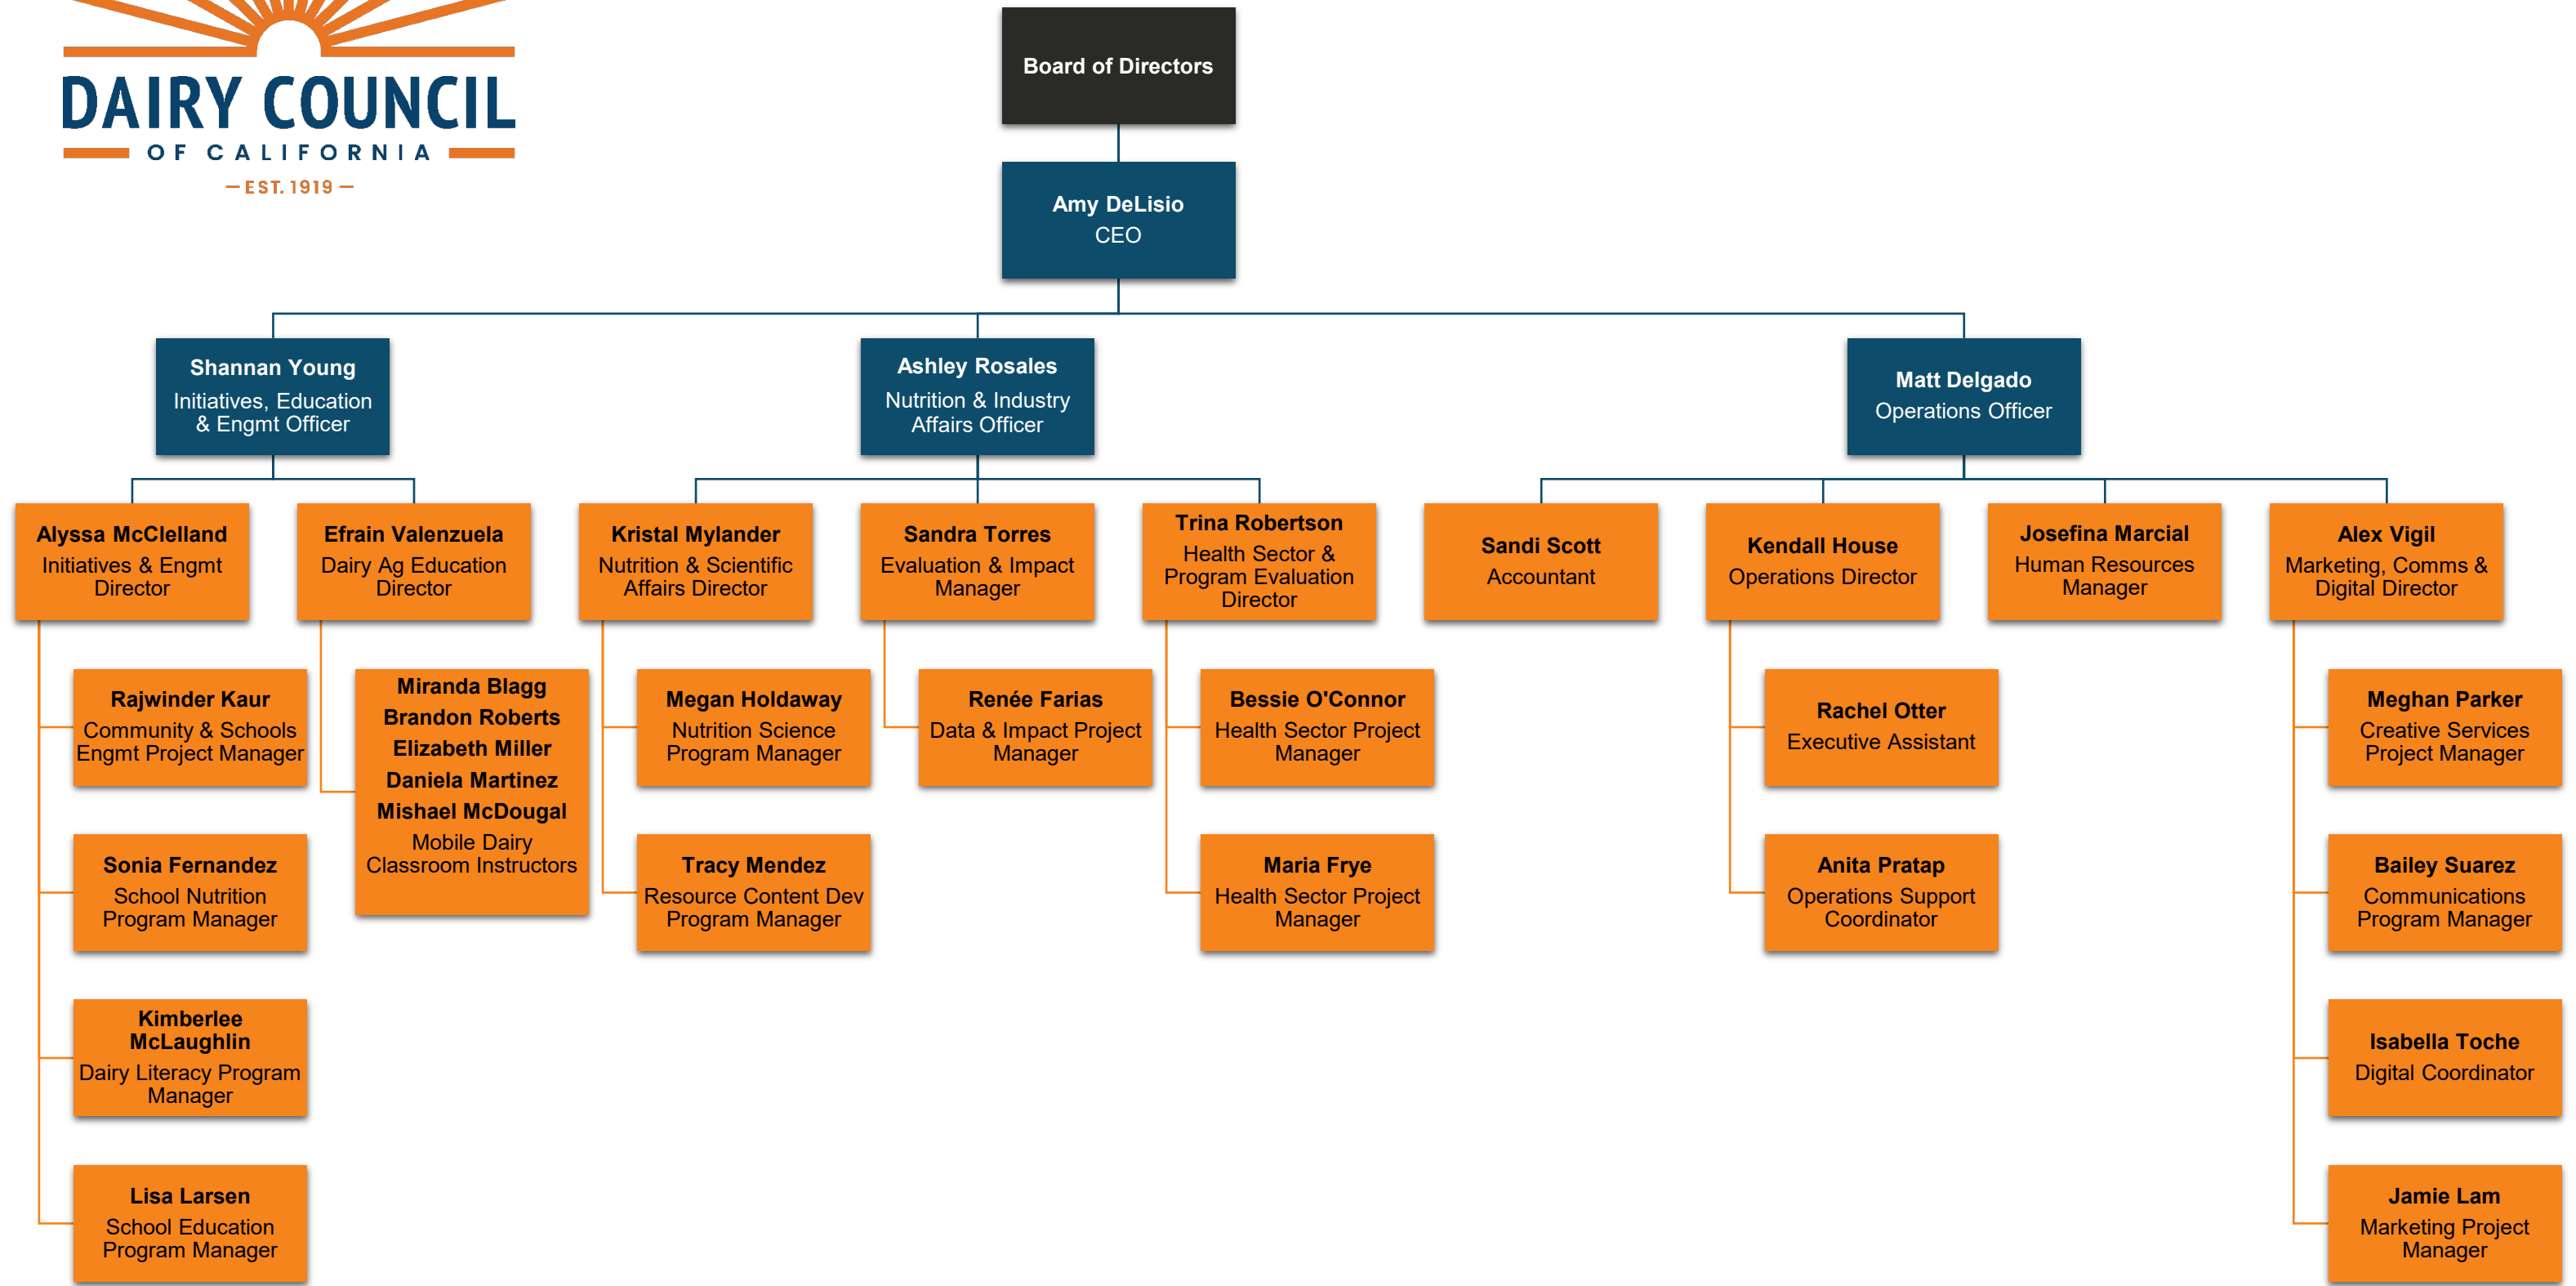 DAIRY COUNCIL
OF CALIFORNIA
EST. 1919
Board of Directors
Amy DeLisio
CEO
Shannan Young
Initiatives, Education
& Engmt Officer
Ashley Rosales
Nutrition & Industry
Affairs Officer
Matt Delgado
Operations Officer
Alyssa McClelland
Initiatives & Engmt
Director
Efrain Valenzuela
Dairy Ag Education
Director
Kristal Mylander
Nutrition & Scientific
Affairs Director
Sandra Torres
Evaluation & Impact
Manager
Trina Robertson
Health Sector &
Program Evaluation
Director
Sandi Scott
Accountant
Kendall House
Operations Director
Josefina Marcial
Human Resources
Manager
Alex Vigil
Marketing, Comms &
Digital Director
Rajwinder Kaur
Community & Schools
Engmt Project Manager
Miranda Blagg
Brandon Roberts
Elizabeth Miller
Daniela Martinez
Mishael McDougal
Mobile Dairy
Classroom Instructors
Megan Holdaway
Nutrition Science
Program Manager
Renée Farias
Data & Impact Project
Manager
Bessie O'Connor
Health Sector Project
Manager
Rachel Otter
Executive Assistant
Meghan Parker
Creative Services
Project Manager
Sonia Fernandez
School Nutrition
Program Manager
Tracy Mendez
Resource Content Dev
Program Manager
Maria Frye
Health Sector Project
Manager
Anita Pratap
Operations Support
Coordinator
Bailey Suarez
Communications
Program Manager
Kimberlee
McLaughlin
Dairy Literacy Program
Manager
Isabella Toche
Digital Coordinator
Lisa Larsen
School Education
Program Manager
Jamie Lam
Marketing Project
Manager